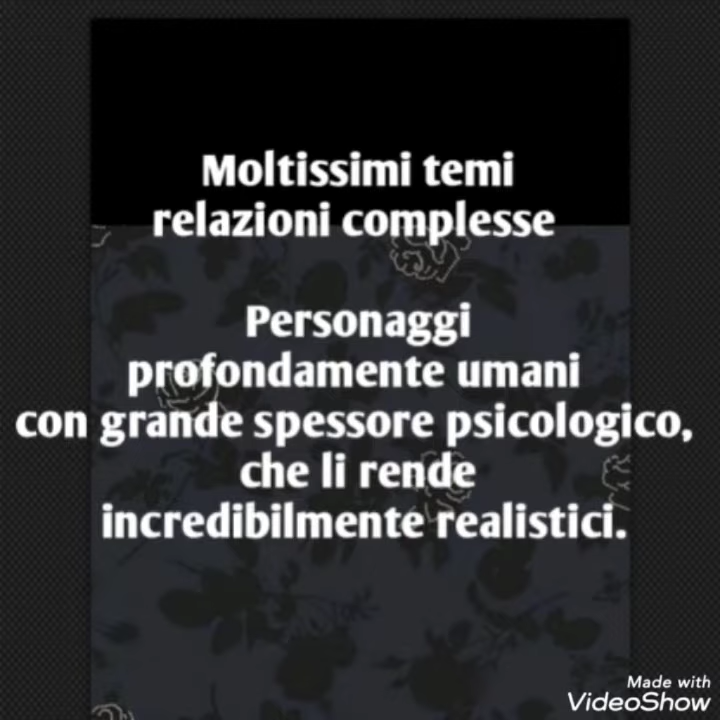 Moltissimi temi
relazioni complesse
Personaggi
profondamente umani
con grande spessore psicologico,
che li rende
incredibilmente realistici.
Made with
VideoShow